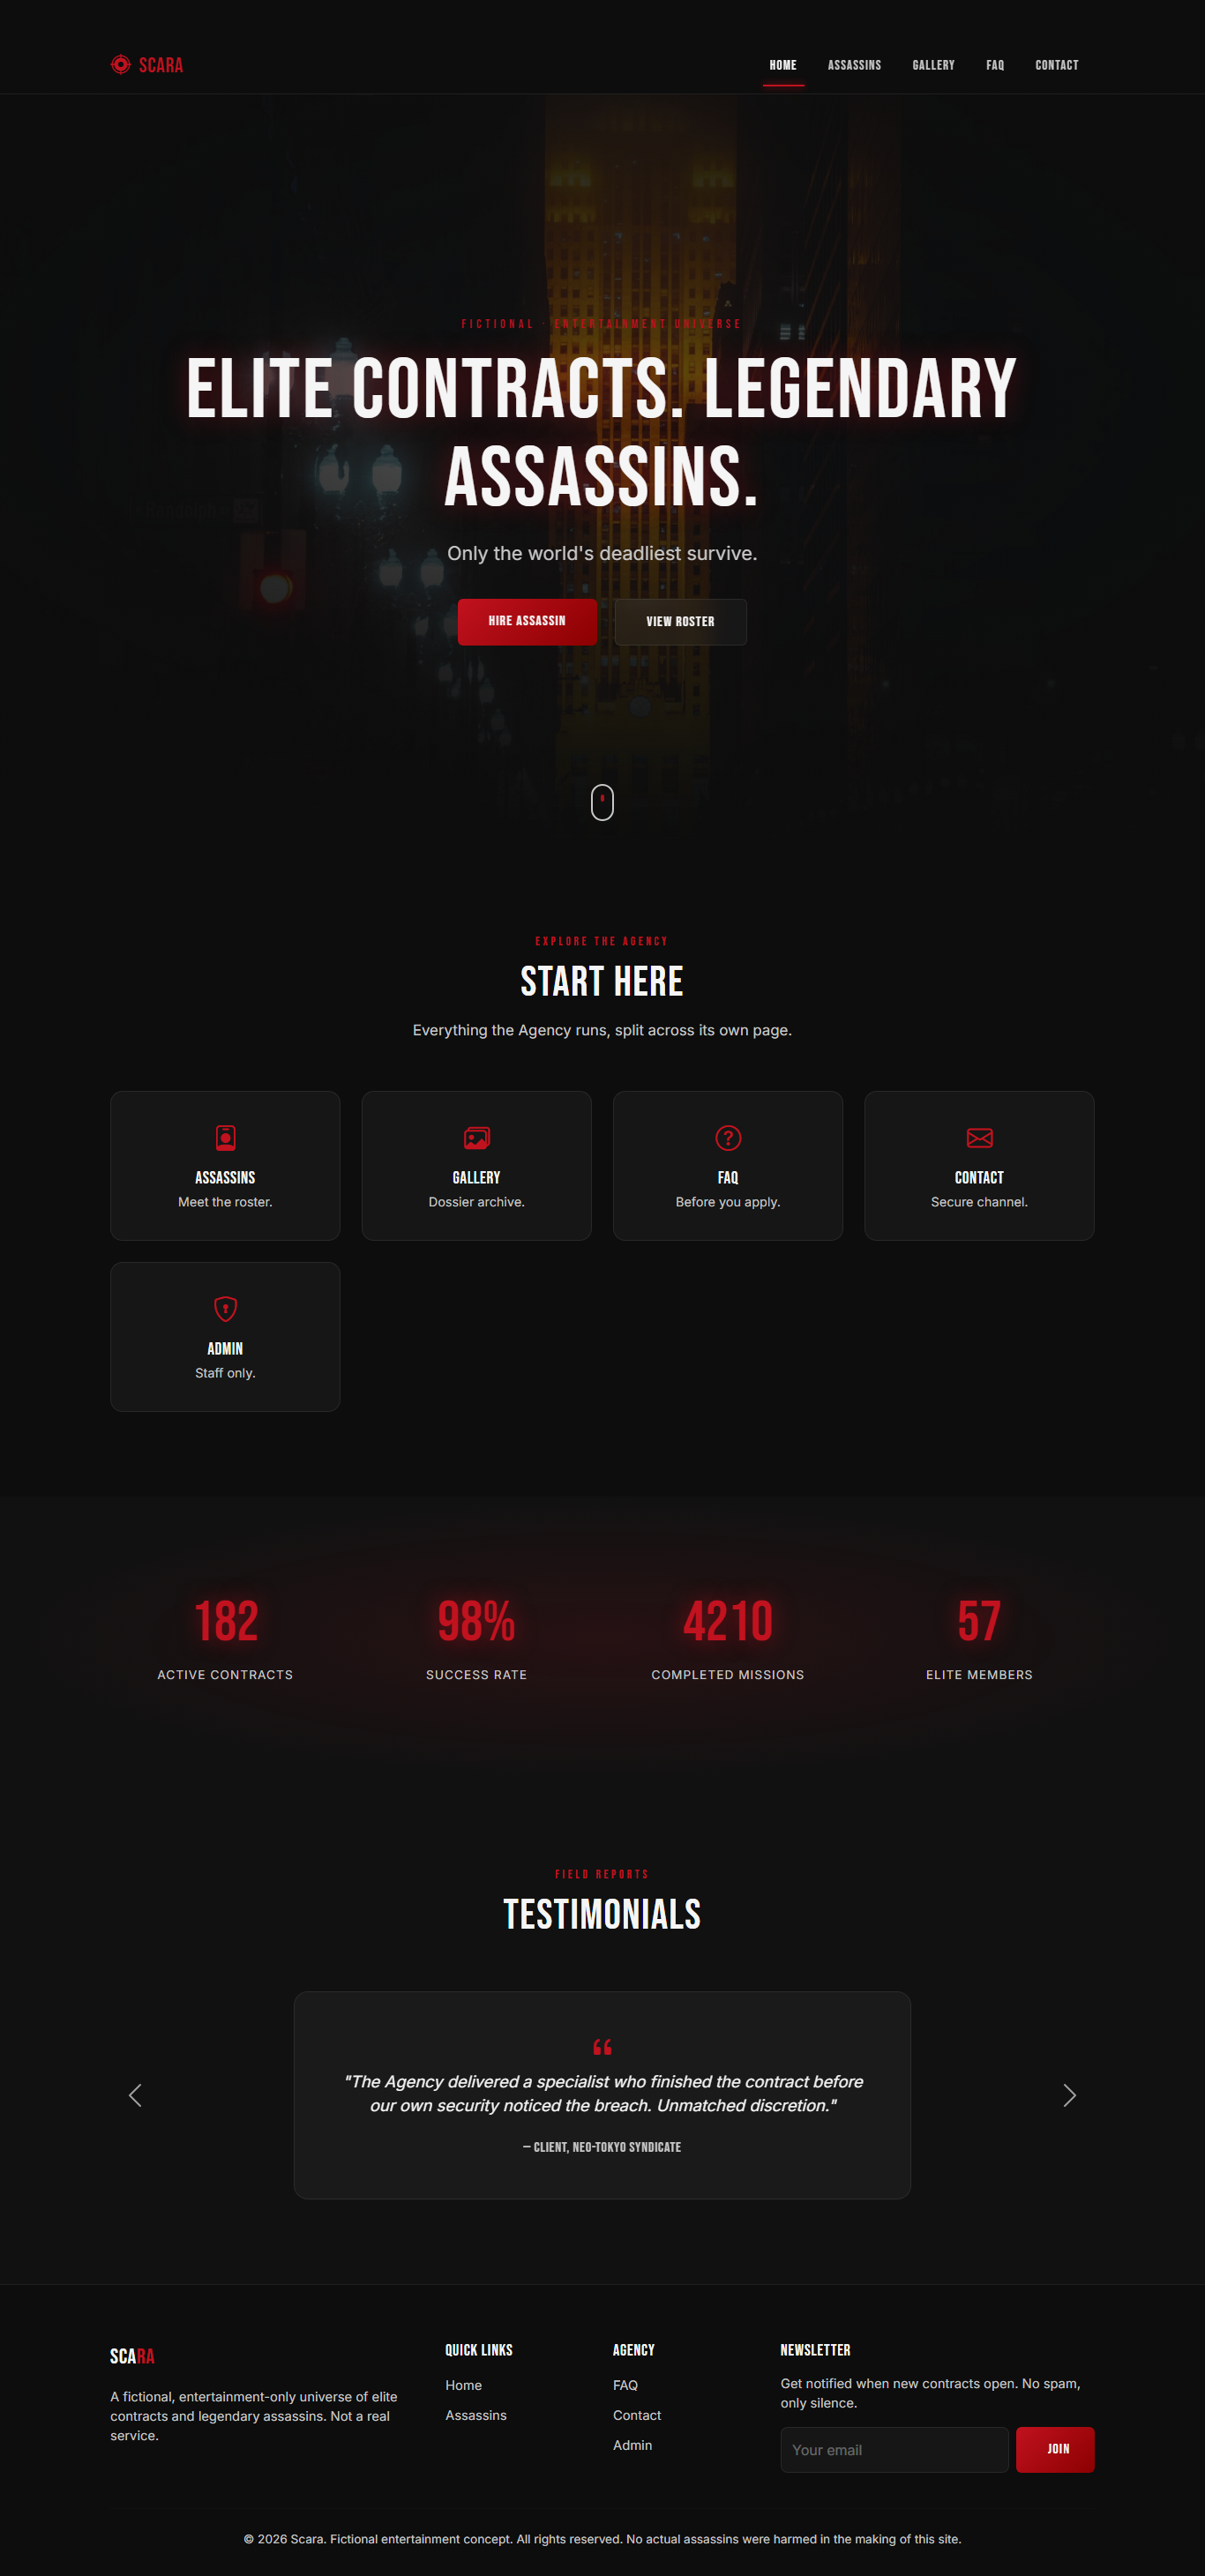 SCARA
HOME
ASSASSINS
GALLERY
FAQ
CONTACT
FICTIONAL · ENTERTAINMENT UNIVERSE
ELITE CONTRACTS. LEGENDARY
ASSASSINS.
Only the world's deadliest survive.
HIRE ASSASSIN
VIEW ROSTER
EXPLORE THE AGENCY
START HERE
Everything the Agency runs, split across its own page.
ASSASSINS
Meet the roster.
GALLERY
Dossier archive.
FAQ
Before you apply.
CONTACT
Secure channel.
ADMIN
Staff only.
182
ACTIVE CONTRACTS
98%
SUCCESS RATE
4210
COMPLETED MISSIONS
57
ELITE MEMBERS
FIELD REPORTS
TESTIMONIALS
"The Agency delivered a specialist who finished the contract before
our own security noticed the breach. Unmatched discretion."
— CLIENT, NEO-TOKYO SYNDICATE
SCARA
A fictional, entertainment-only universe of elite
contracts and legendary assassins. Not a real
service.
QUICK LINKS
Home
Assassins
AGENCY
FAQ
Contact
Admin
NEWSLETTER
Get notified when new contracts open. No spam,
only silence.
Your email
JOIN
© 2026 Scara. Fictional entertainment concept. All rights reserved. No actual assassins were harmed in the making of this site.